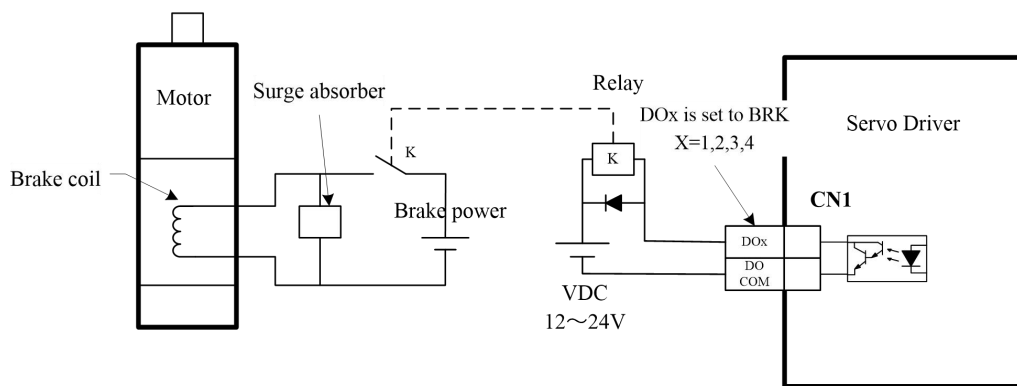 Motor
Surge absorber
Relay
DOx is set to BRK
X=1,2,3,4
Servo Driver
K
K
Brake coil
Brake power
CN1
DOx
DO
COM
VDC
12～24V